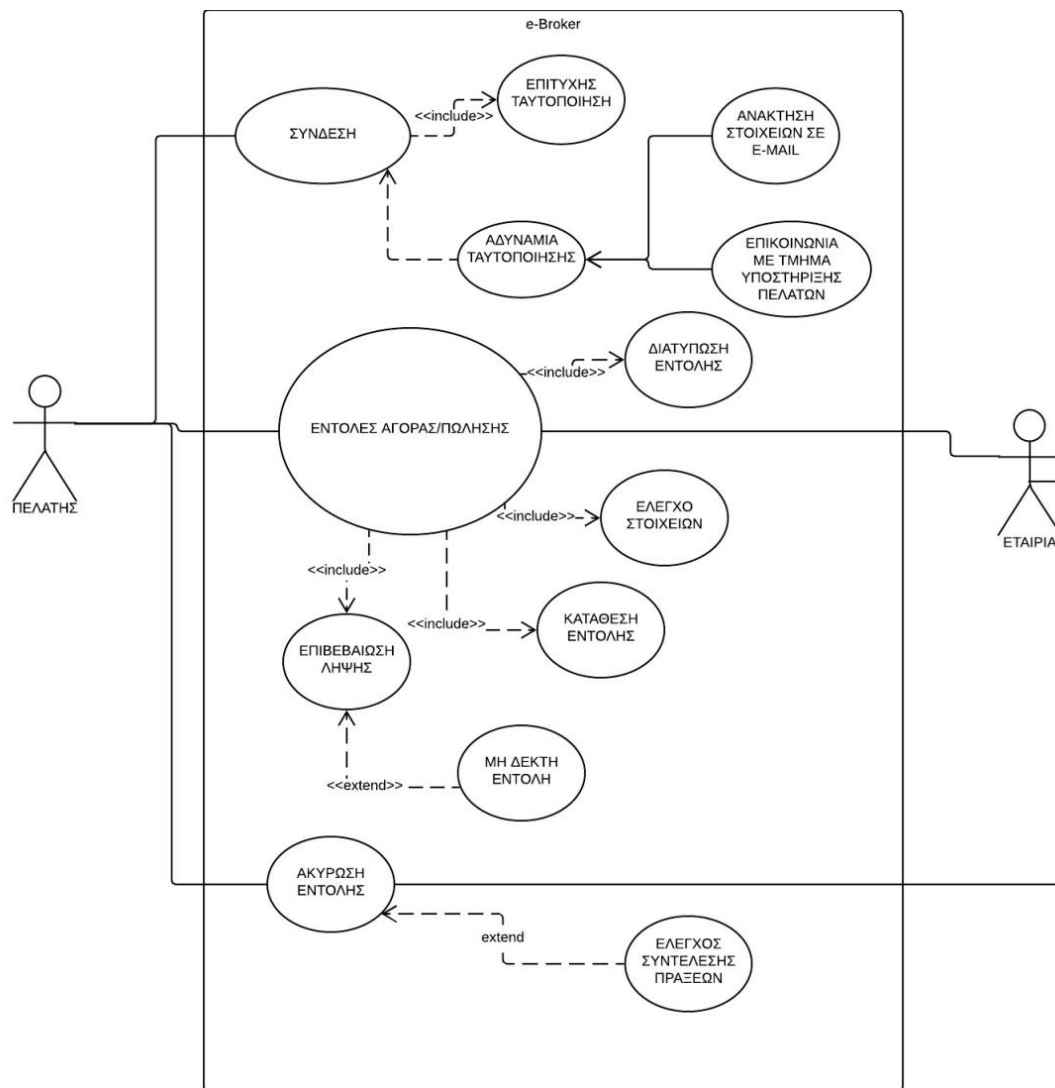 e-Broker
ΕΠΙΤΥΧΗΣ
ΤΑΥΤΟΠΟΙΗΣΗ
<<include>>
ΣΥΝΔΕΣΗ
ΑΝΑΚΤΗΣΗ
ΣΤΟΙΧΕΙΩΝ ΣΕ
E-MAIL
ΑΔΥΝΑΜΙΑ
ΤΑΥΤΟΠΟΙΗΣΗΣ
ΕΠΙΚΟΙΝΩΝΙΑ
ΜΕ ΤΜΗΜΑ
ΥΠΟΣΤΗΡΙΞΗΣ
ΠΕΛΑΤΩΝ
ΔΙΑΤΥΠΩΣΗ
ΕΝΤΟΛΗΣ
<<include>>
ΕΝΤΟΛΕΣ ΑΓΟΡΑΣ/ΠΩΛΗΣΗΣ
ΠΕΛΑΤΗΣ
ΕΤΑΙΡΙΑ
<<include>>
ΕΛΕΓΧΟ
ΣΤΟΙΧΕΙΩΝ
<<include>>
<<include>>
ΚΑΤΑΘΕΣΗ
ΕΝΤΟΛΗΣ
ΕΠΙΒΕΒΑΙΩΣΗ
ΛΗΨΗΣ
ΜΗ ΔΕΚΤΗ
ΕΝΤΟΛΗ
<<extend>>
ΑΚΥΡΩΣΗ
ΕΝΤΟΛΗΣ
extend
ΕΛΕΓΧΟΣ
ΣΥΝΤΕΛΕΣΗΣ
ΠΡΑΞΕΩΝ